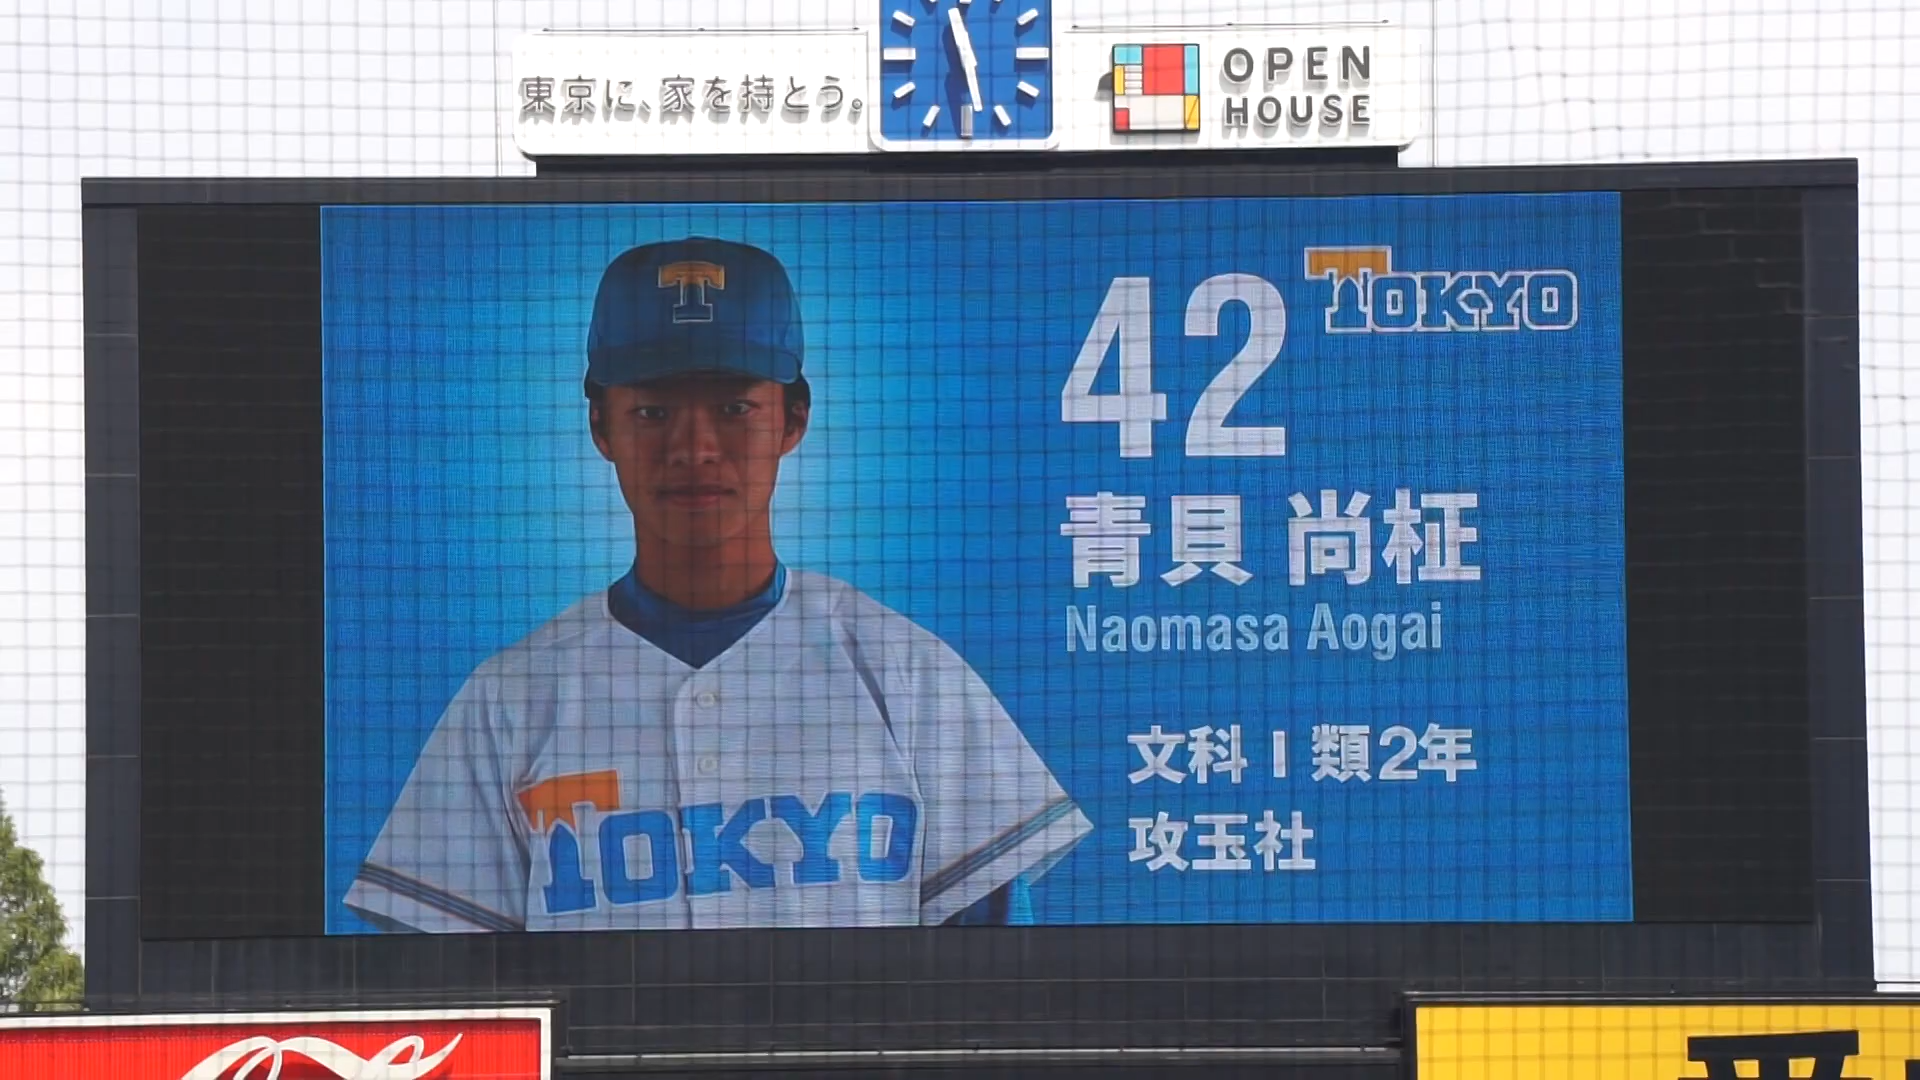 東京に、家を持とう。
OPEN
HOUSE
T
42
TOKYO
青貝 尚柾
Naomasa Aogai
文科Ⅰ類2年
攻玉社
TOKYO